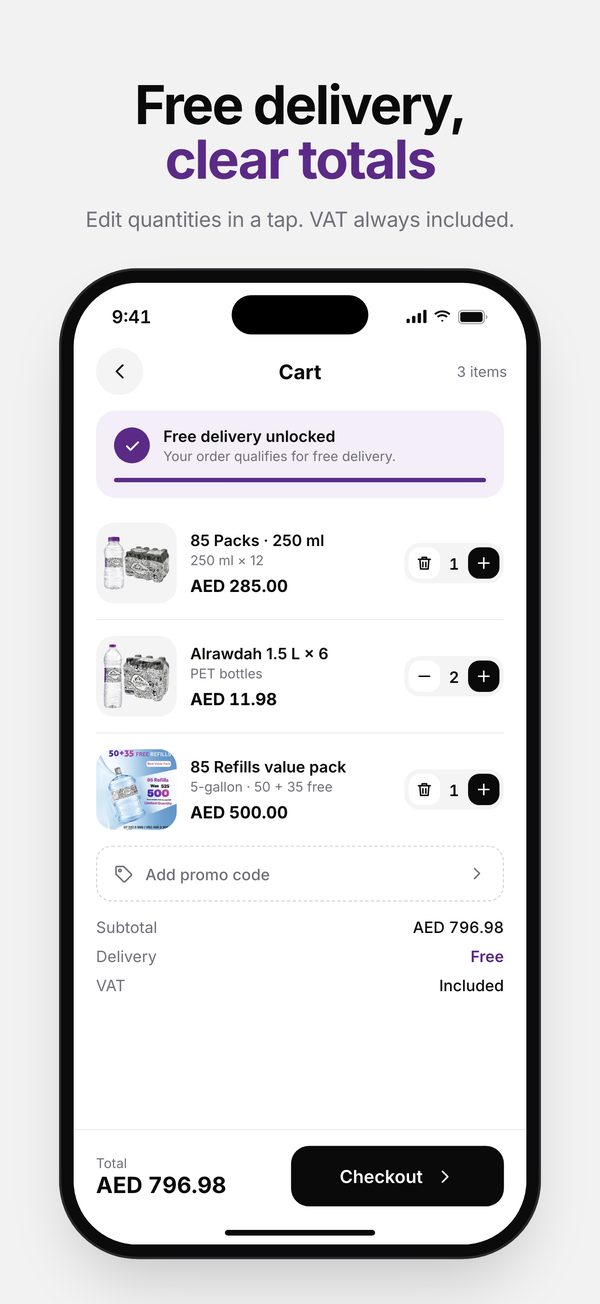 Free delivery,
clear totals
Edit quantities in a tap. VAT always included.
9:41
Cart
3 items
Free delivery unlocked
Your order qualifies for free delivery.
85 Packs · 250 ml
250 ml × 12
AED 285.00
1
Alrawdah 1.5 L × 6
PET bottles
AED 11.98
2
50+35 FREE REFILLS
85 Refills
Was 525
500
Limited Quantity
85 Refills value pack
5-gallon · 50 + 35 free
AED 500.00
1
Add promo code
Subtotal
AED 796.98
Delivery
Free
VAT
Included
Total
AED 796.98
Checkout